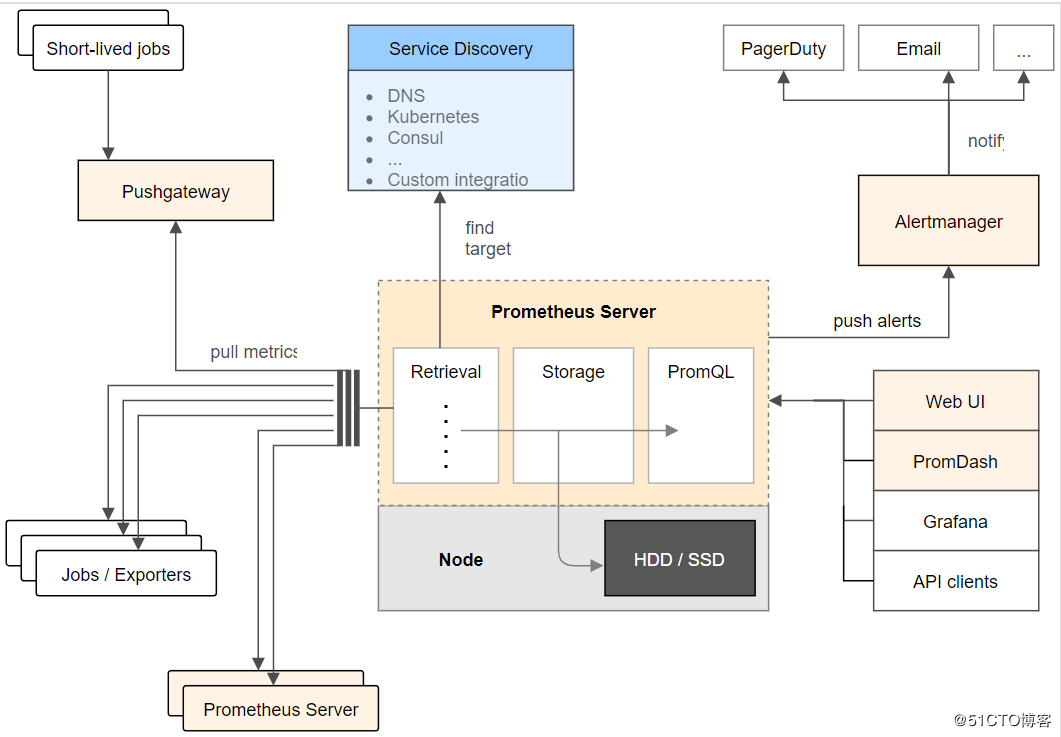 Short-lived jobs
Service Discovery
PagerDuty
Email
...
DNS
Kubernetes
Consul
...
Custom integratio
notify
Pushgateway
Alertmanager
find
target
Prometheus Server
push alerts
pull metrics
Retrieval
Storage
PromQL
Web UI
PromDash
Grafana
API clients
Jobs / Exporters
Node
HDD / SSD
Prometheus Server
@51CTO博客